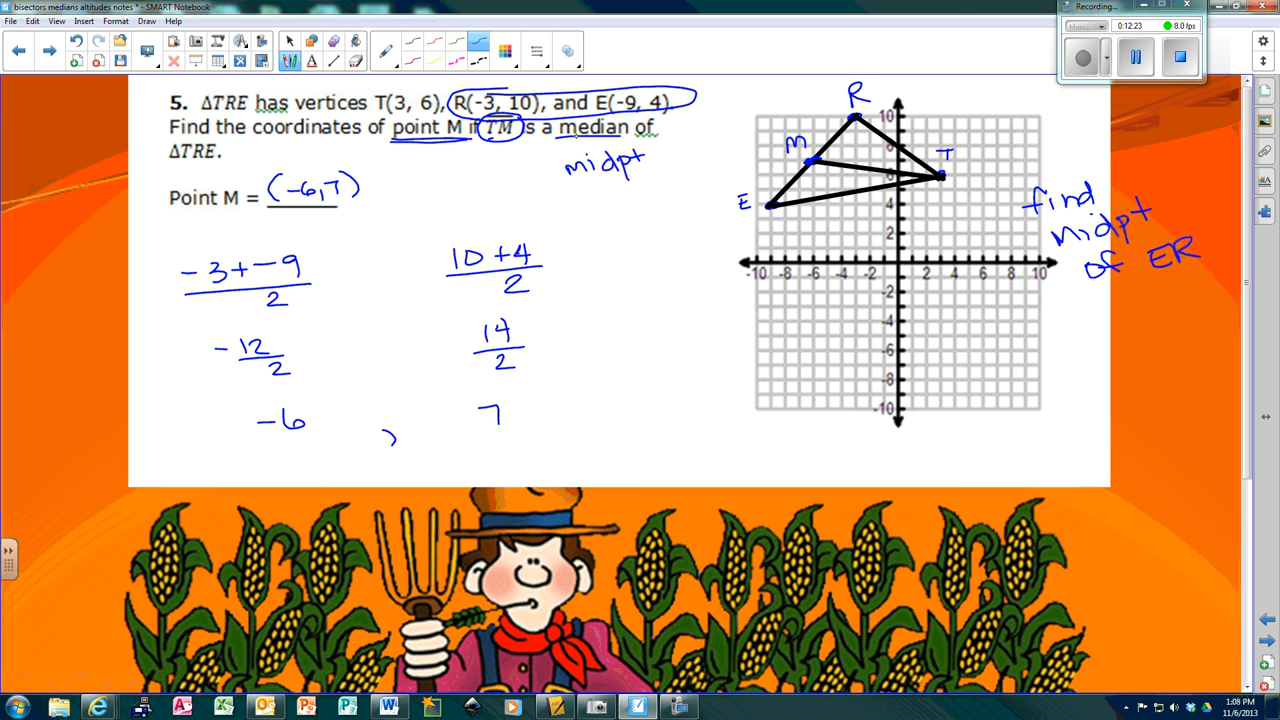 bisectors medians altitudes notes * - SMART Notebook
File Edit View Insert Format Tools Help
Recording...
Menu 0:12:23 8.0 fps
5. ΔTRE has vertices T(3, 6), R(-3, 10), and E(-9, 4).
Find the coordinates of point M if TM is a median of
ΔTRE.
midpt
Point M = (-6,7)
-3+-9
2
10+4
2
-12
2
14
2
-6 , 7
R
M
T
E
10
8
6
4
2
-10 -8 -6 -4 -2 2 4 6 8 10
-2
-4
-6
-8
-10
find
midpt
of ER
1:08 PM
11/6/2013